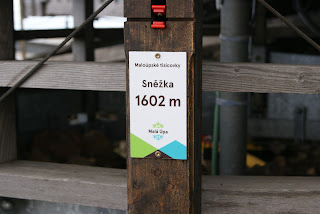 Maloúpské tisícovky
Sněžka
1602 m
Malá Úpa